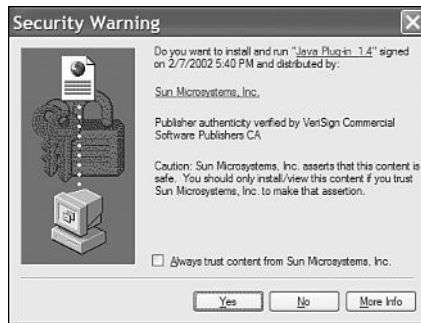 Security Warning
Do you want to install and run "Java Plug-in 1.4" signed
on 2/7/2002 5:40 PM and distributed by:
Sun Microsystems, Inc.
Publisher authenticity verified by VeriSign Commercial
Software Publishers CA
Caution: Sun Microsystems, Inc. asserts that this content is
safe. You should only install/view this content if you trust
Sun Microsystems, Inc. to make that assertion.
Always trust content from Sun Microsystems, Inc.
Yes
No
More Info